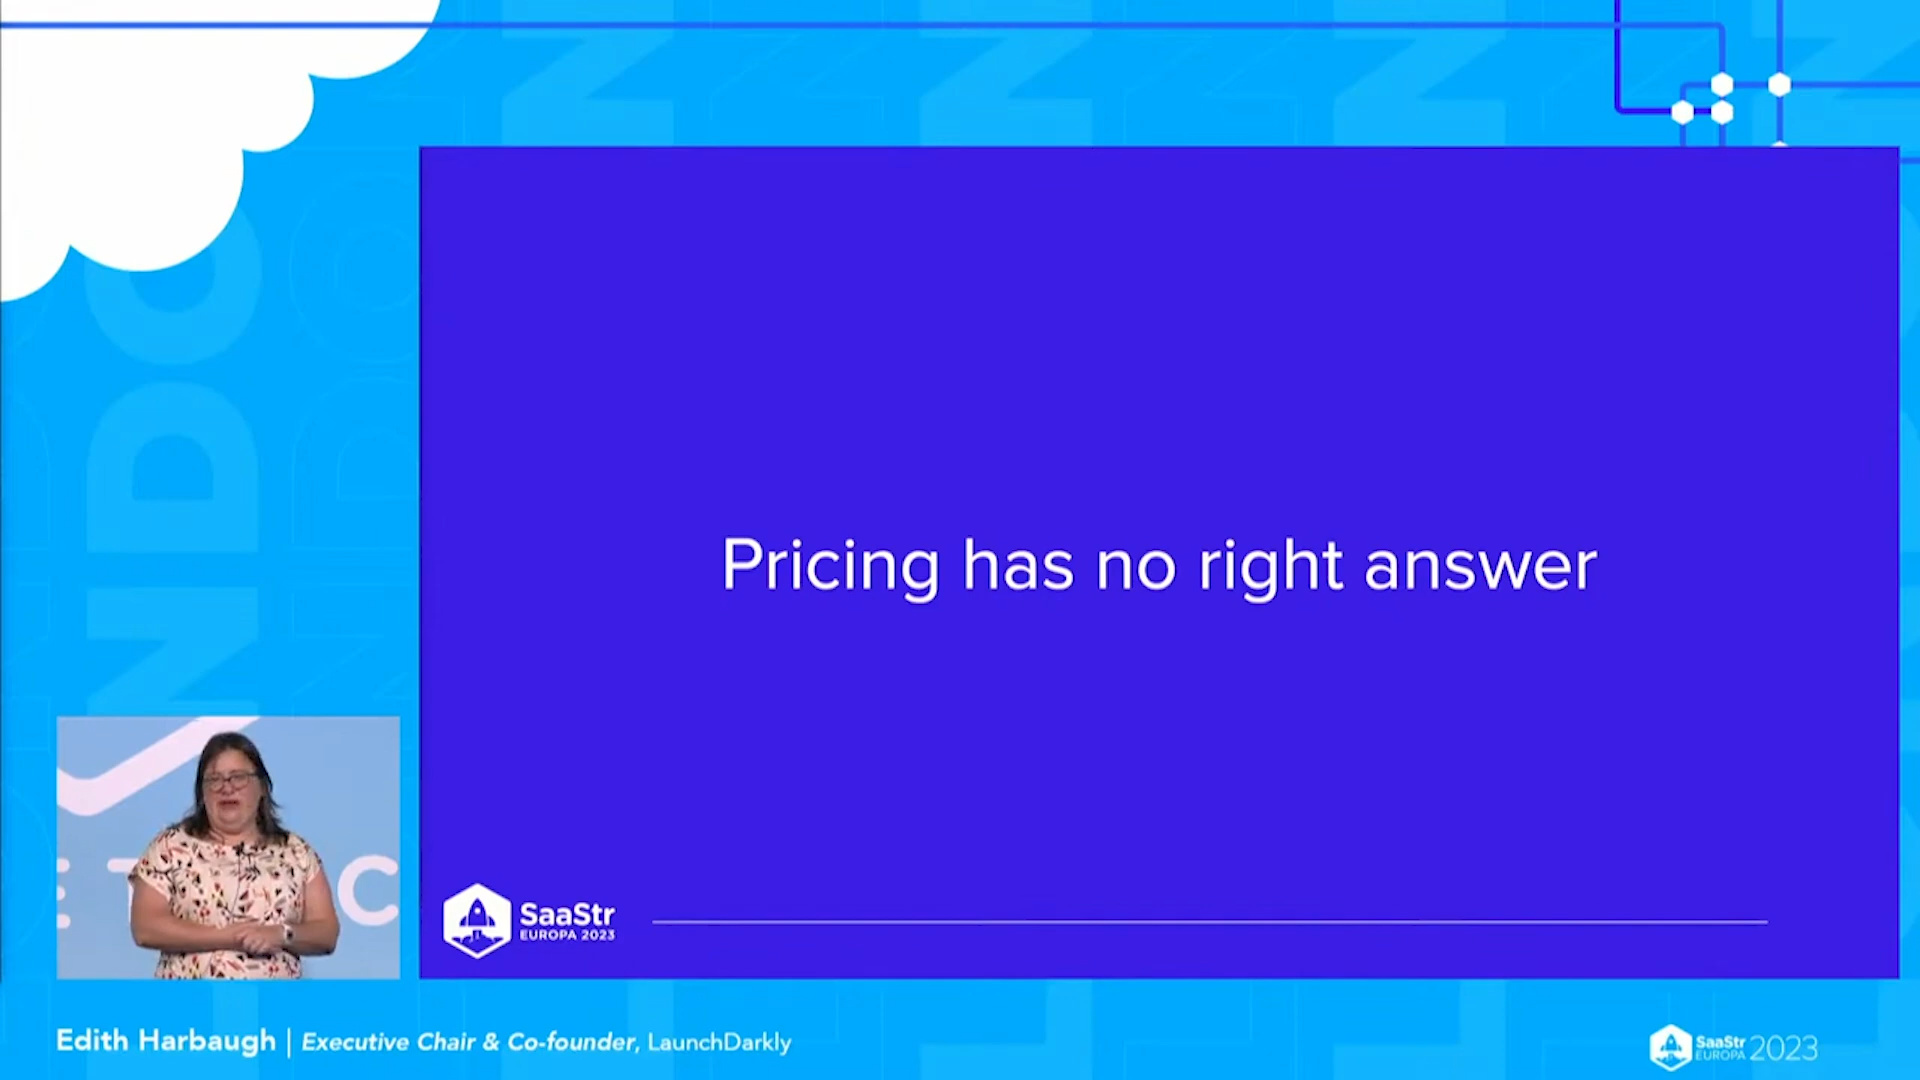 Pricing has no right answer
SaaStr
EUROPA 2023
Edith Harbaugh | Executive Chair & Co-founder, LaunchDarkly
SaaStr
EUROPA 2023